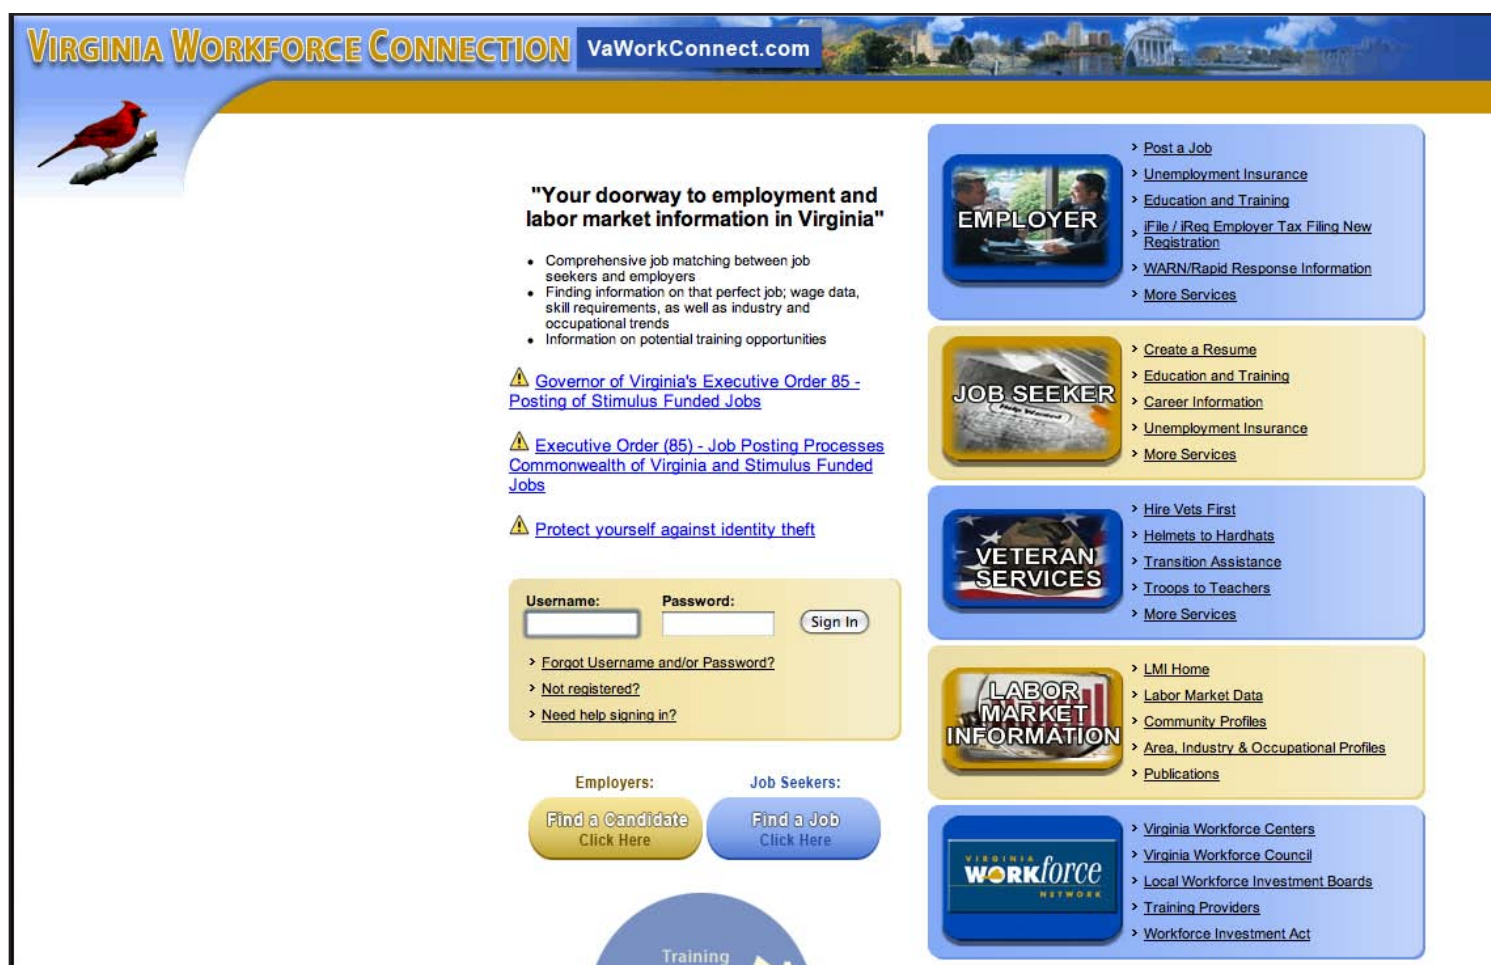 VIRGINIA WORKFORCE CONNECTION
VaWorkConnect.com
"Your doorway to employment and
labor market information in Virginia"
• Comprehensive job matching between job
seekers and employers
• Finding information on that perfect job; wage data,
skill requirements, as well as industry and
occupational trends
• Information on potential training opportunities
Governor of Virginia's Executive Order 85 -
Posting of Stimulus Funded Jobs
Executive Order (85) - Job Posting Processes
Commonwealth of Virginia and Stimulus Funded
Jobs
Protect yourself against identity theft
Username: Password:
Sign In
> Forgot Username and/or Password?
> Not registered?
> Need help signing in?
Employers: Job Seekers:
Find a Candidate Find a Job
Click Here Click Here
Training
EMPLOYER
> Post a Job
> Unemployment Insurance
> Education and Training
> iFile / iReg Employer Tax Filing New
Registration
> WARN/Rapid Response Information
> More Services
JOB SEEKER
Help Wanted
> Create a Resume
> Education and Training
> Career Information
> Unemployment Insurance
> More Services
VETERAN
SERVICES
> Hire Vets First
> Helmets to Hardhats
> Transition Assistance
> Troops to Teachers
> More Services
LABOR
MARKET
INFORMATION
> LMI Home
> Labor Market Data
> Community Profiles
> Area, Industry & Occupational Profiles
> Publications
VIRGINIA
WORKforce
NETWORK
> Virginia Workforce Centers
> Virginia Workforce Council
> Local Workforce Investment Boards
> Training Providers
> Workforce Investment Act